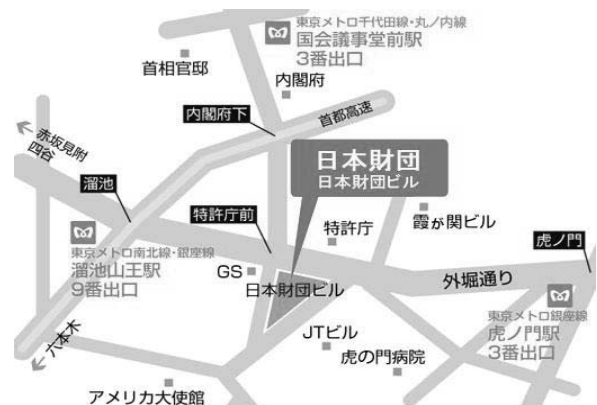 東京メトロ千代田線・丸ノ内線
国会議事堂前駅
3番出口
首相官邸
内閣府
内閣府下
首都高速
赤坂見附
四谷
日本財団
日本財団ビル
溜池
特許庁前
特許庁
霞が関ビル
虎ノ門
東京メトロ南北線・銀座線
溜池山王駅
9番出口
GS
日本財団ビル
外堀通り
東京メトロ銀座線
虎ノ門駅
3番出口
六本木
JTビル
虎の門病院
アメリカ大使館